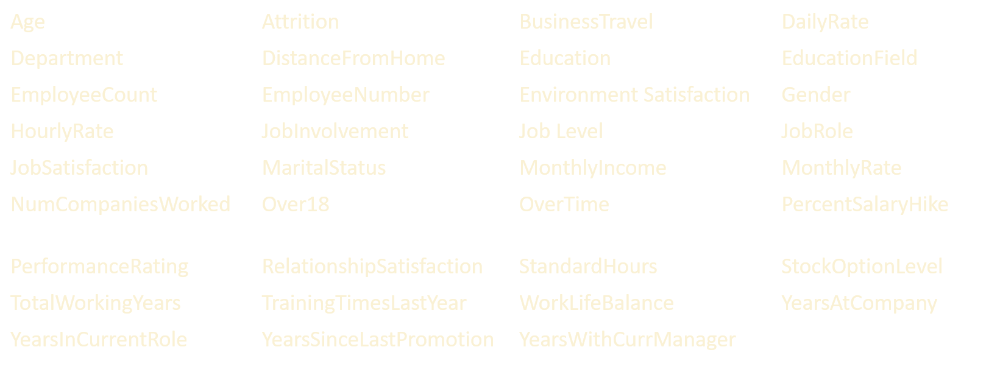 Age Attrition BusinessTravel DailyRate
Department DistanceFromHome Education EducationField
EmployeeCount EmployeeNumber Environment Satisfaction Gender
HourlyRate JobInvolvement Job Level JobRole
JobSatisfaction MaritalStatus MonthlyIncome MonthlyRate
NumCompaniesWorked Over18 OverTime PercentSalaryHike
PerformanceRating RelationshipSatisfaction StandardHours StockOptionLevel
TotalWorkingYears TrainingTimesLastYear WorkLifeBalance YearsAtCompany
YearsInCurrentRole YearsSinceLastPromotion YearsWithCurrManager